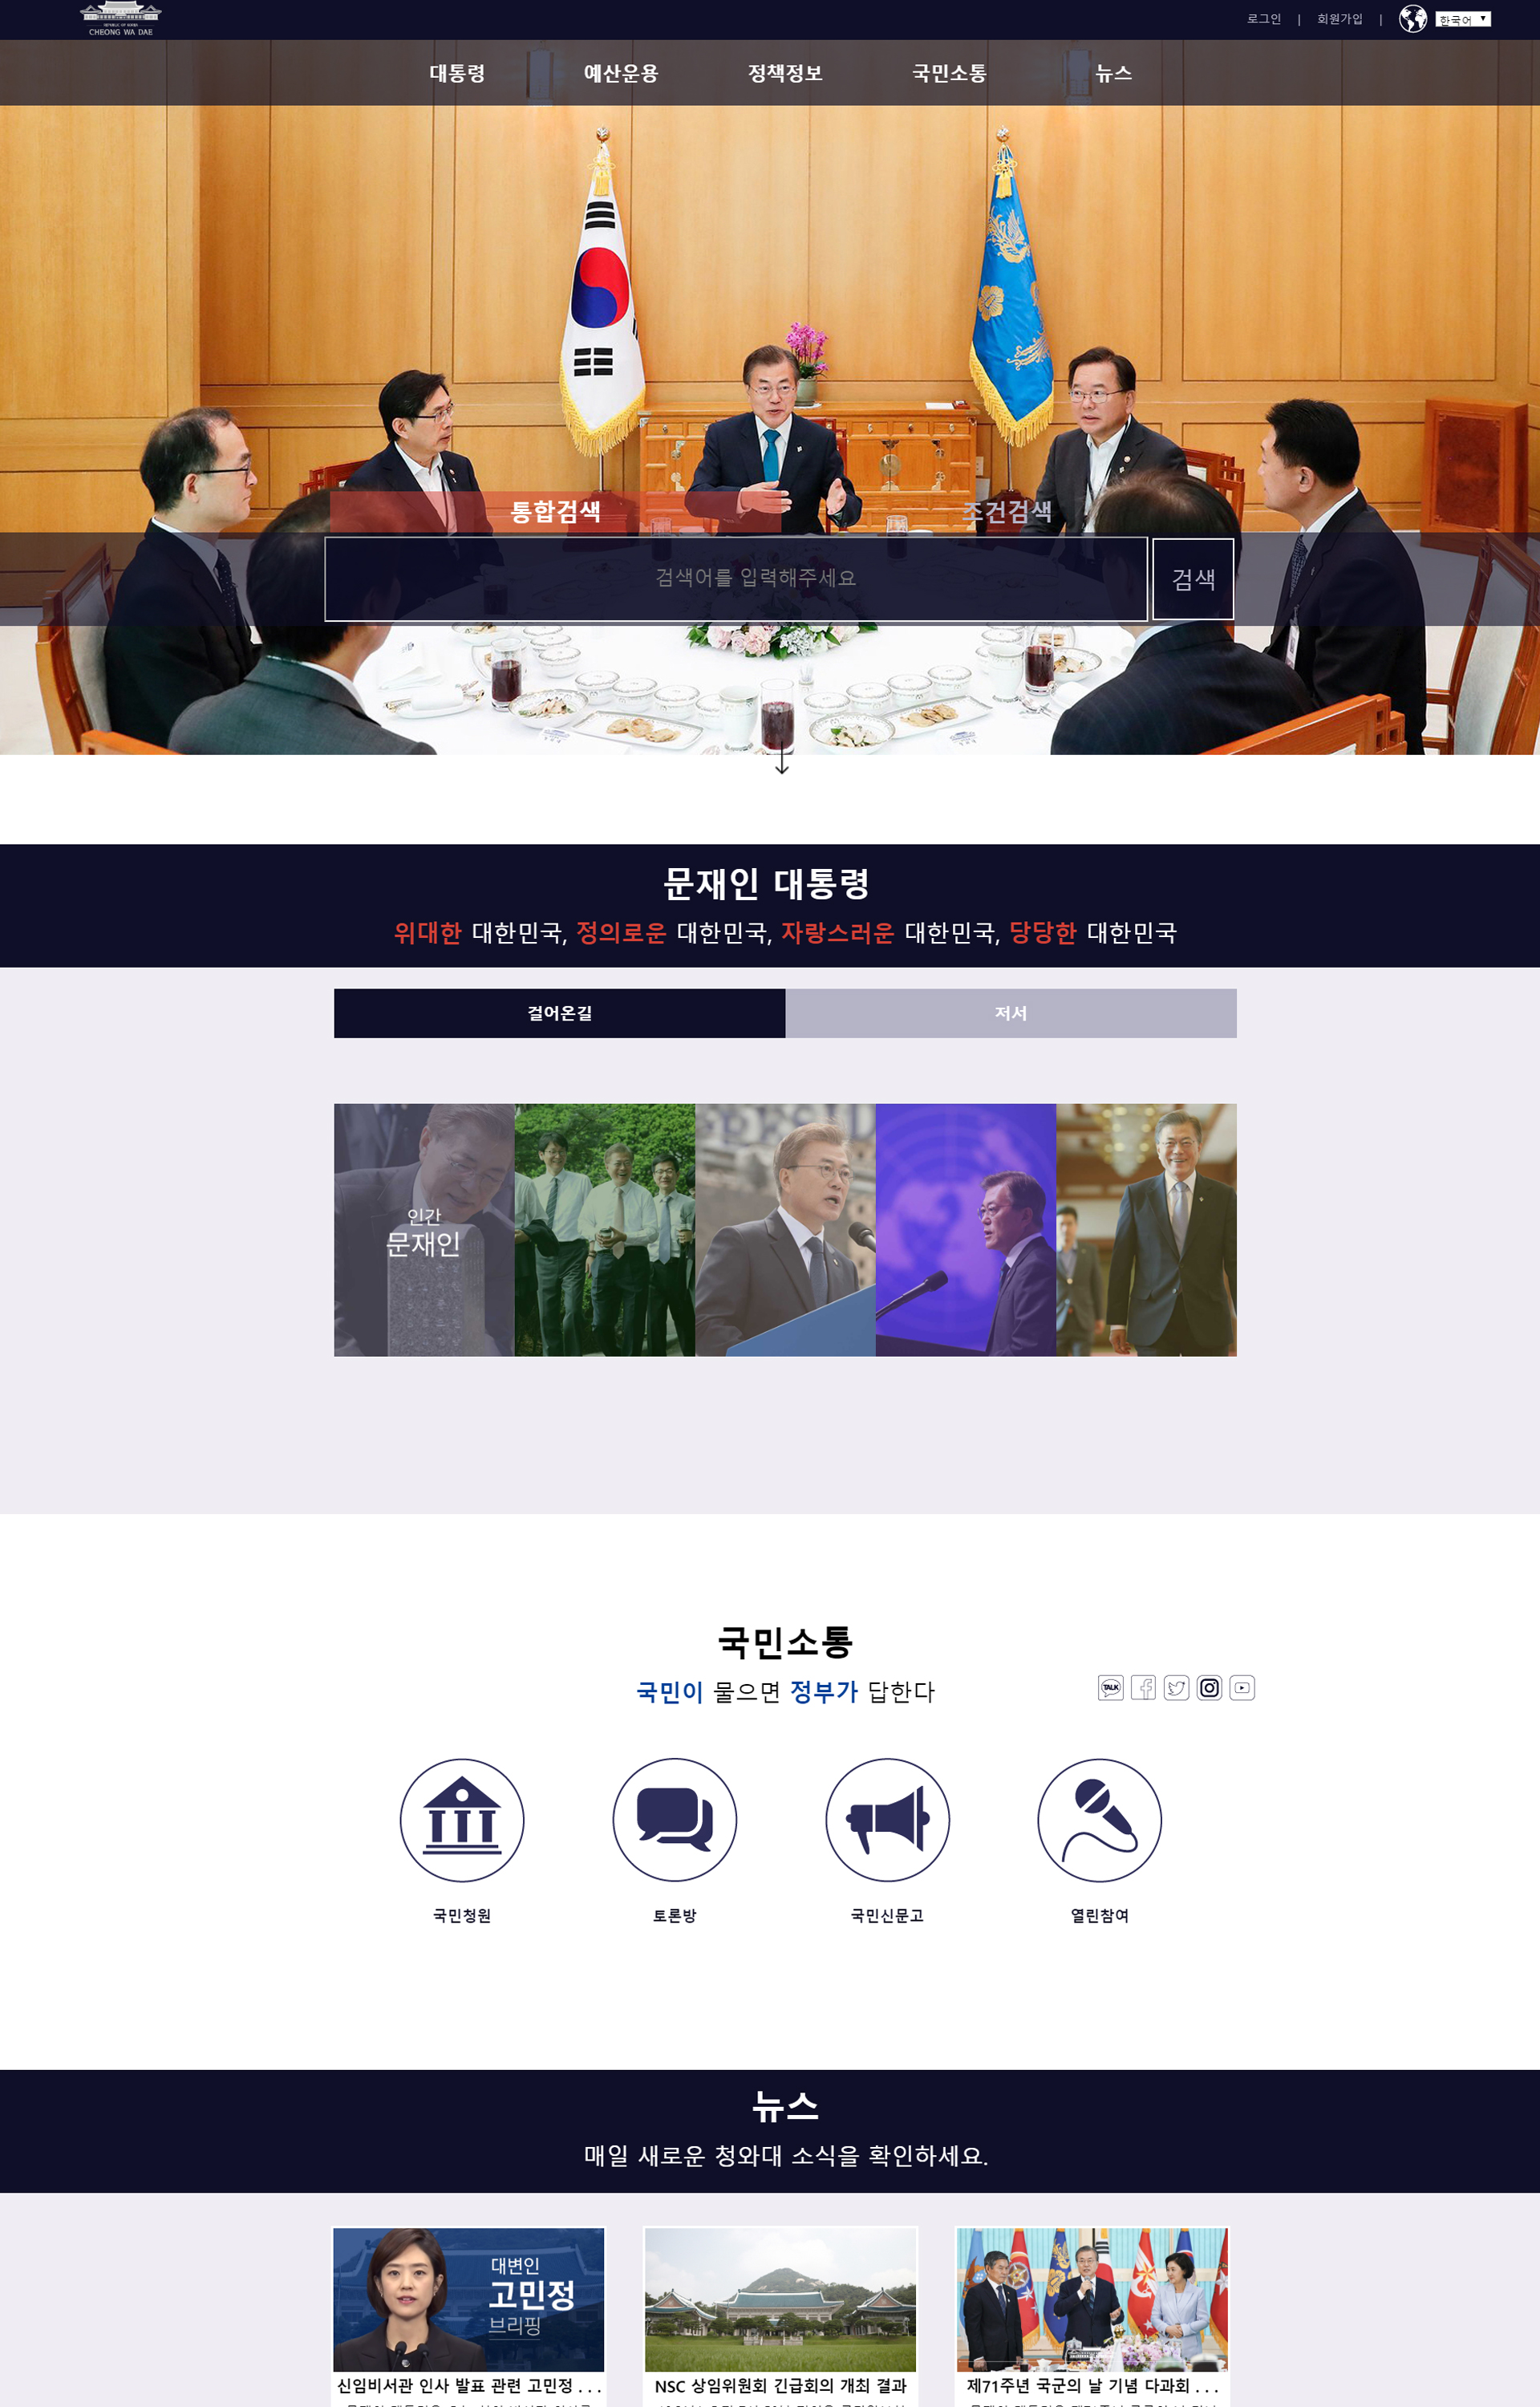 REPUBLIC OF KOREA
CHEONG WA DAE
로그인 | 회원가입 | 한국어
대통령 예산운용 정책정보 국민소통 뉴스
통합검색 조건검색
검색어를 입력해주세요 검색
문재인 대통령
위대한 대한민국, 정의로운 대한민국, 자랑스러운 대한민국, 당당한 대한민국
걸어온길 저서
인간
문재인
국민소통
국민이 물으면 정부가 답한다
TALK
국민청원 토론방 국민신문고 열린참여
뉴스
매일 새로운 청와대 소식을 확인하세요.
대변인
고민정
브리핑
신임비서관 인사 발표 관련 고민정 . . . NSC 상임위원회 긴급회의 개최 결과 제71주년 국군의 날 기념 다과회 . . .